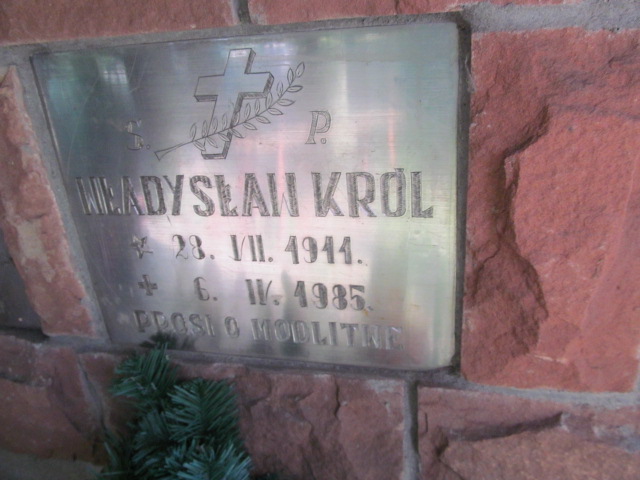 Ś. P.
WŁADYSŁAW KRÓL
* 28. VII. 1911.
+ 6. IV. 1985.
PROSI O MODLITWĘ